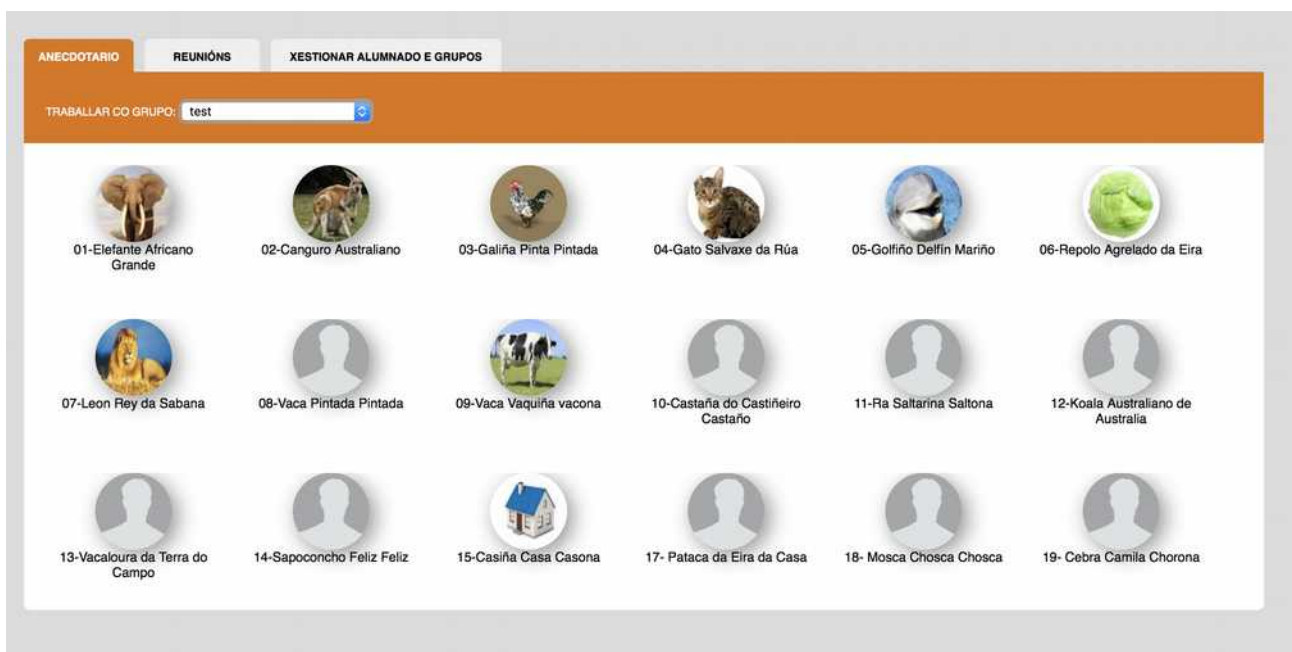 ANECDOTARIO
REUNIÓNS
XESTIONAR ALUMNADO E GRUPOS
TRABALLAR CO GRUPO: test
01-Elefante Africano
Grande
02-Canguro Australiano
03-Galiña Pinta Pintada
04-Gato Salvaxe da Rúa
05-Golfiño Delfín Mariño
06-Repolo Agrelado da Eira
07-Leon Rey da Sabana
08-Vaca Pintada Pintada
09-Vaca Vaquiña vacona
10-Castaña do Castiñeiro
Castaño
11-Ra Saltarina Saltona
12-Koala Australiano de
Australia
13-Vacaloura da Terra do
Campo
14-Sapoconcho Feliz Feliz
15-Casiña Casa Casona
17- Pataca da Eira da Casa
18- Mosca Chosca Chosca
19- Cebra Camila Chorona